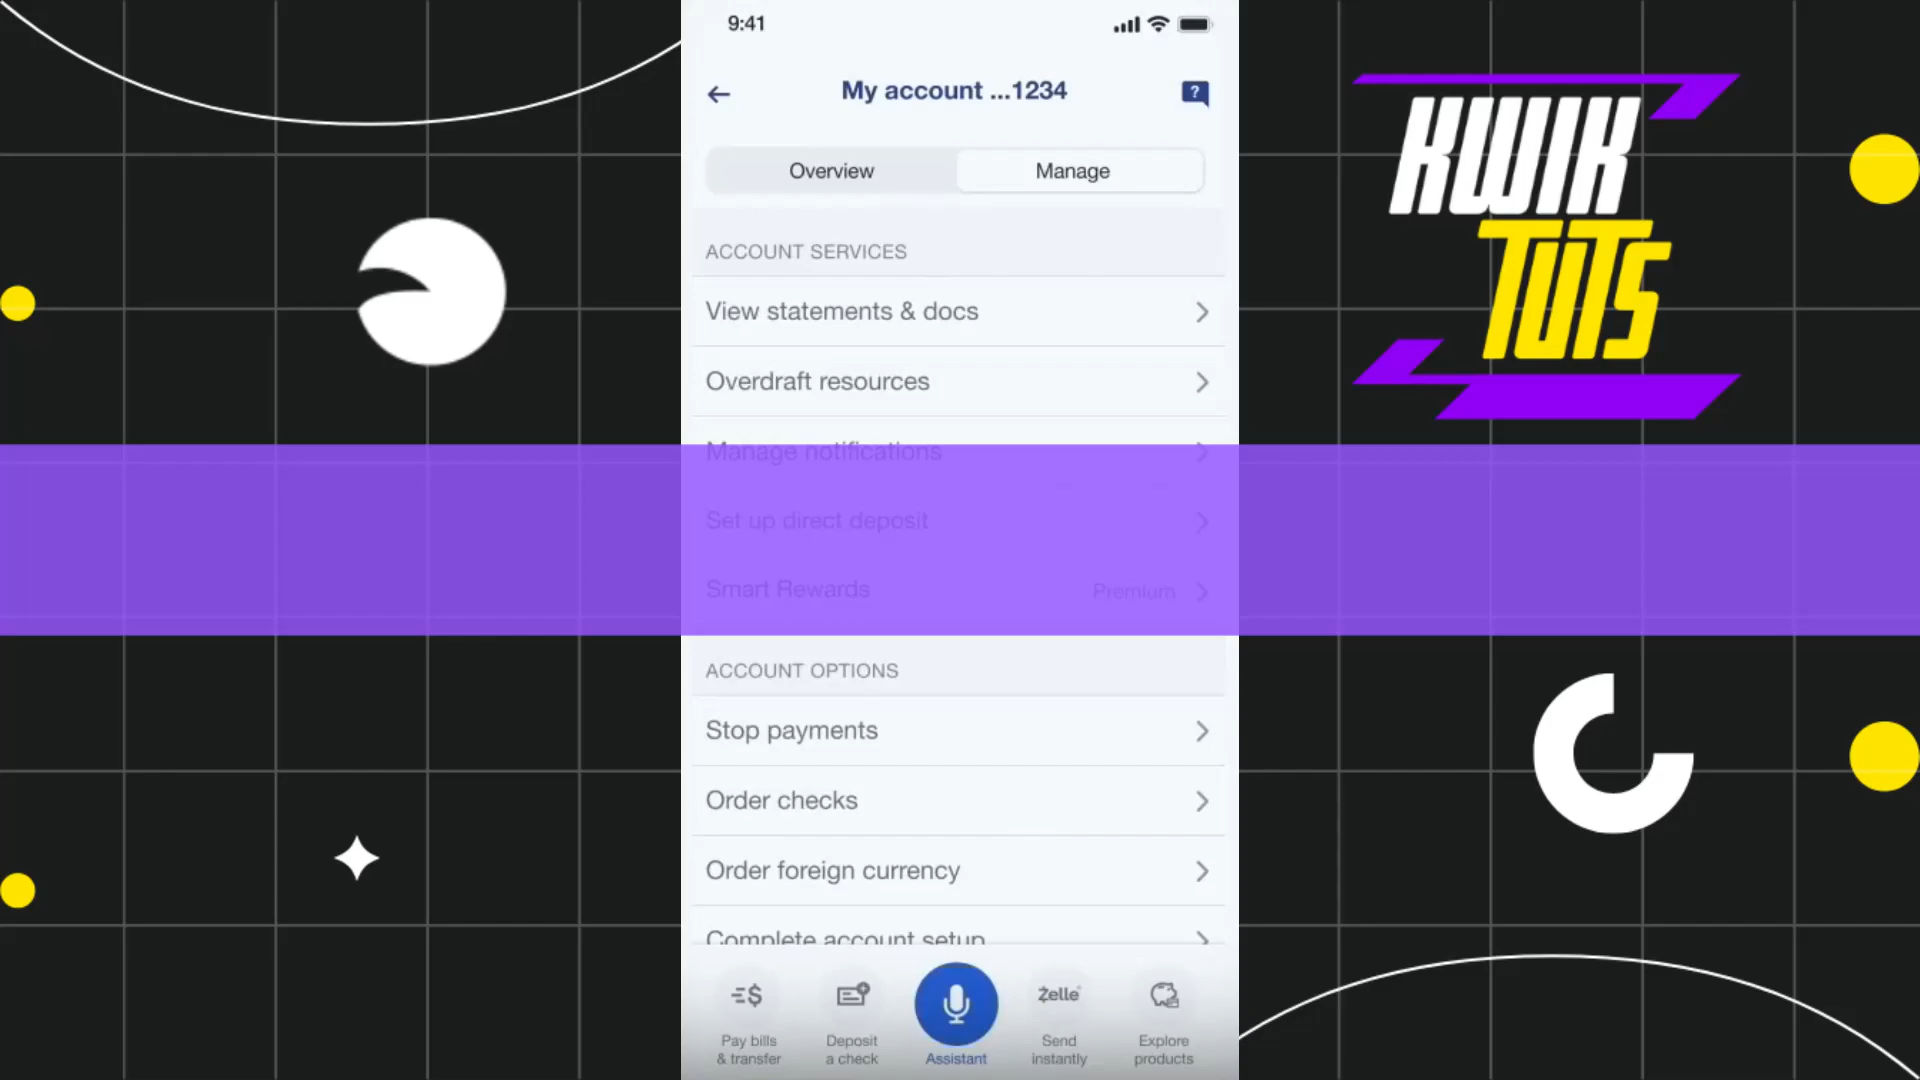 9:41
My account ...1234
?
Overview
Manage
ACCOUNT SERVICES
View statements & docs
Overdraft resources
Manage notifications
Set up direct deposit
Smart Rewards
Premium
ACCOUNT OPTIONS
Stop payments
Order checks
Order foreign currency
Complete account setup
Pay bills
& transfer
Deposit
a check
Assistant
Zelle
Send
instantly
Explore
products
KWIK
TUTS